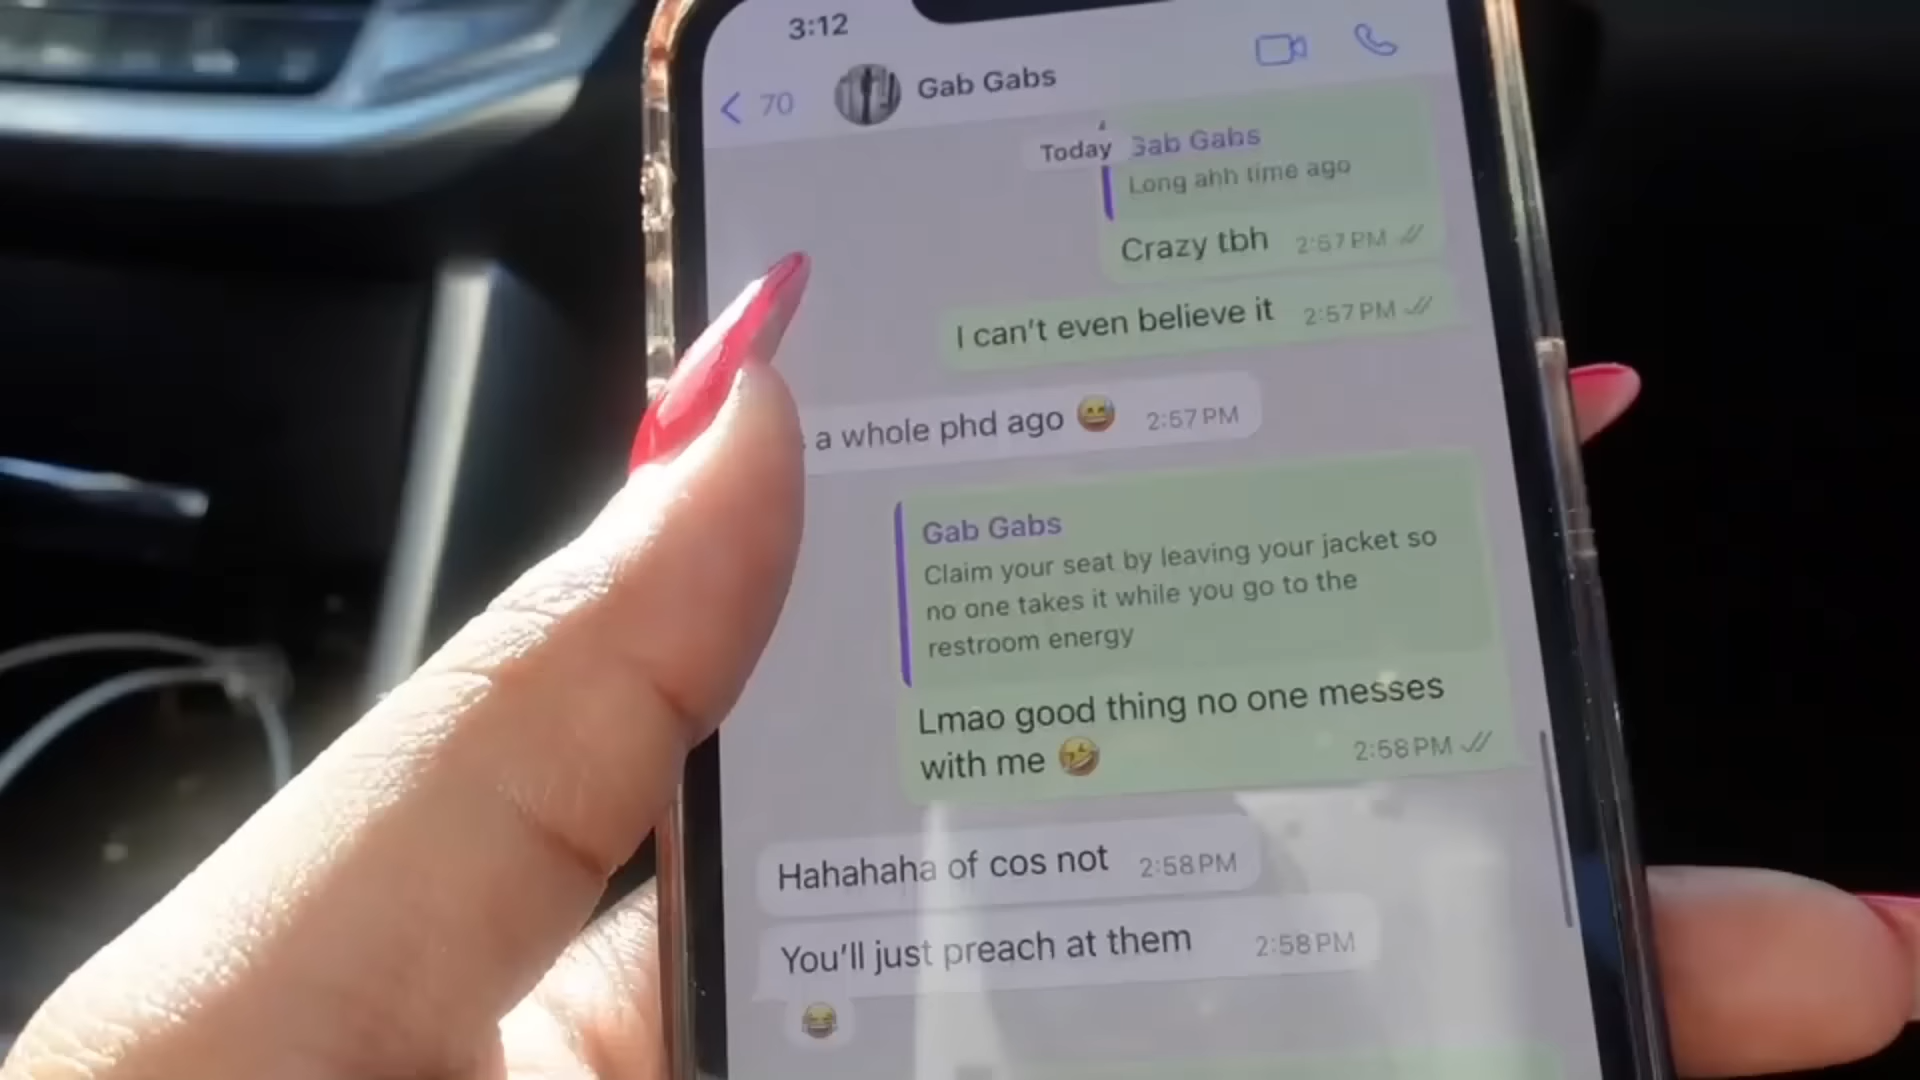 3:12
70
Gab Gabs
Today
Gab Gabs
Long ahh time ago
Crazy tbh 2:57 PM
I can't even believe it 2:57 PM
a whole phd ago 😅 2:57 PM
Gab Gabs
Claim your seat by leaving your jacket so
no one takes it while you go to the
restroom energy
Lmao good thing no one messes
with me 🤣 2:58 PM
Hahahaha of cos not 2:58 PM
You'll just preach at them 2:58 PM
😂